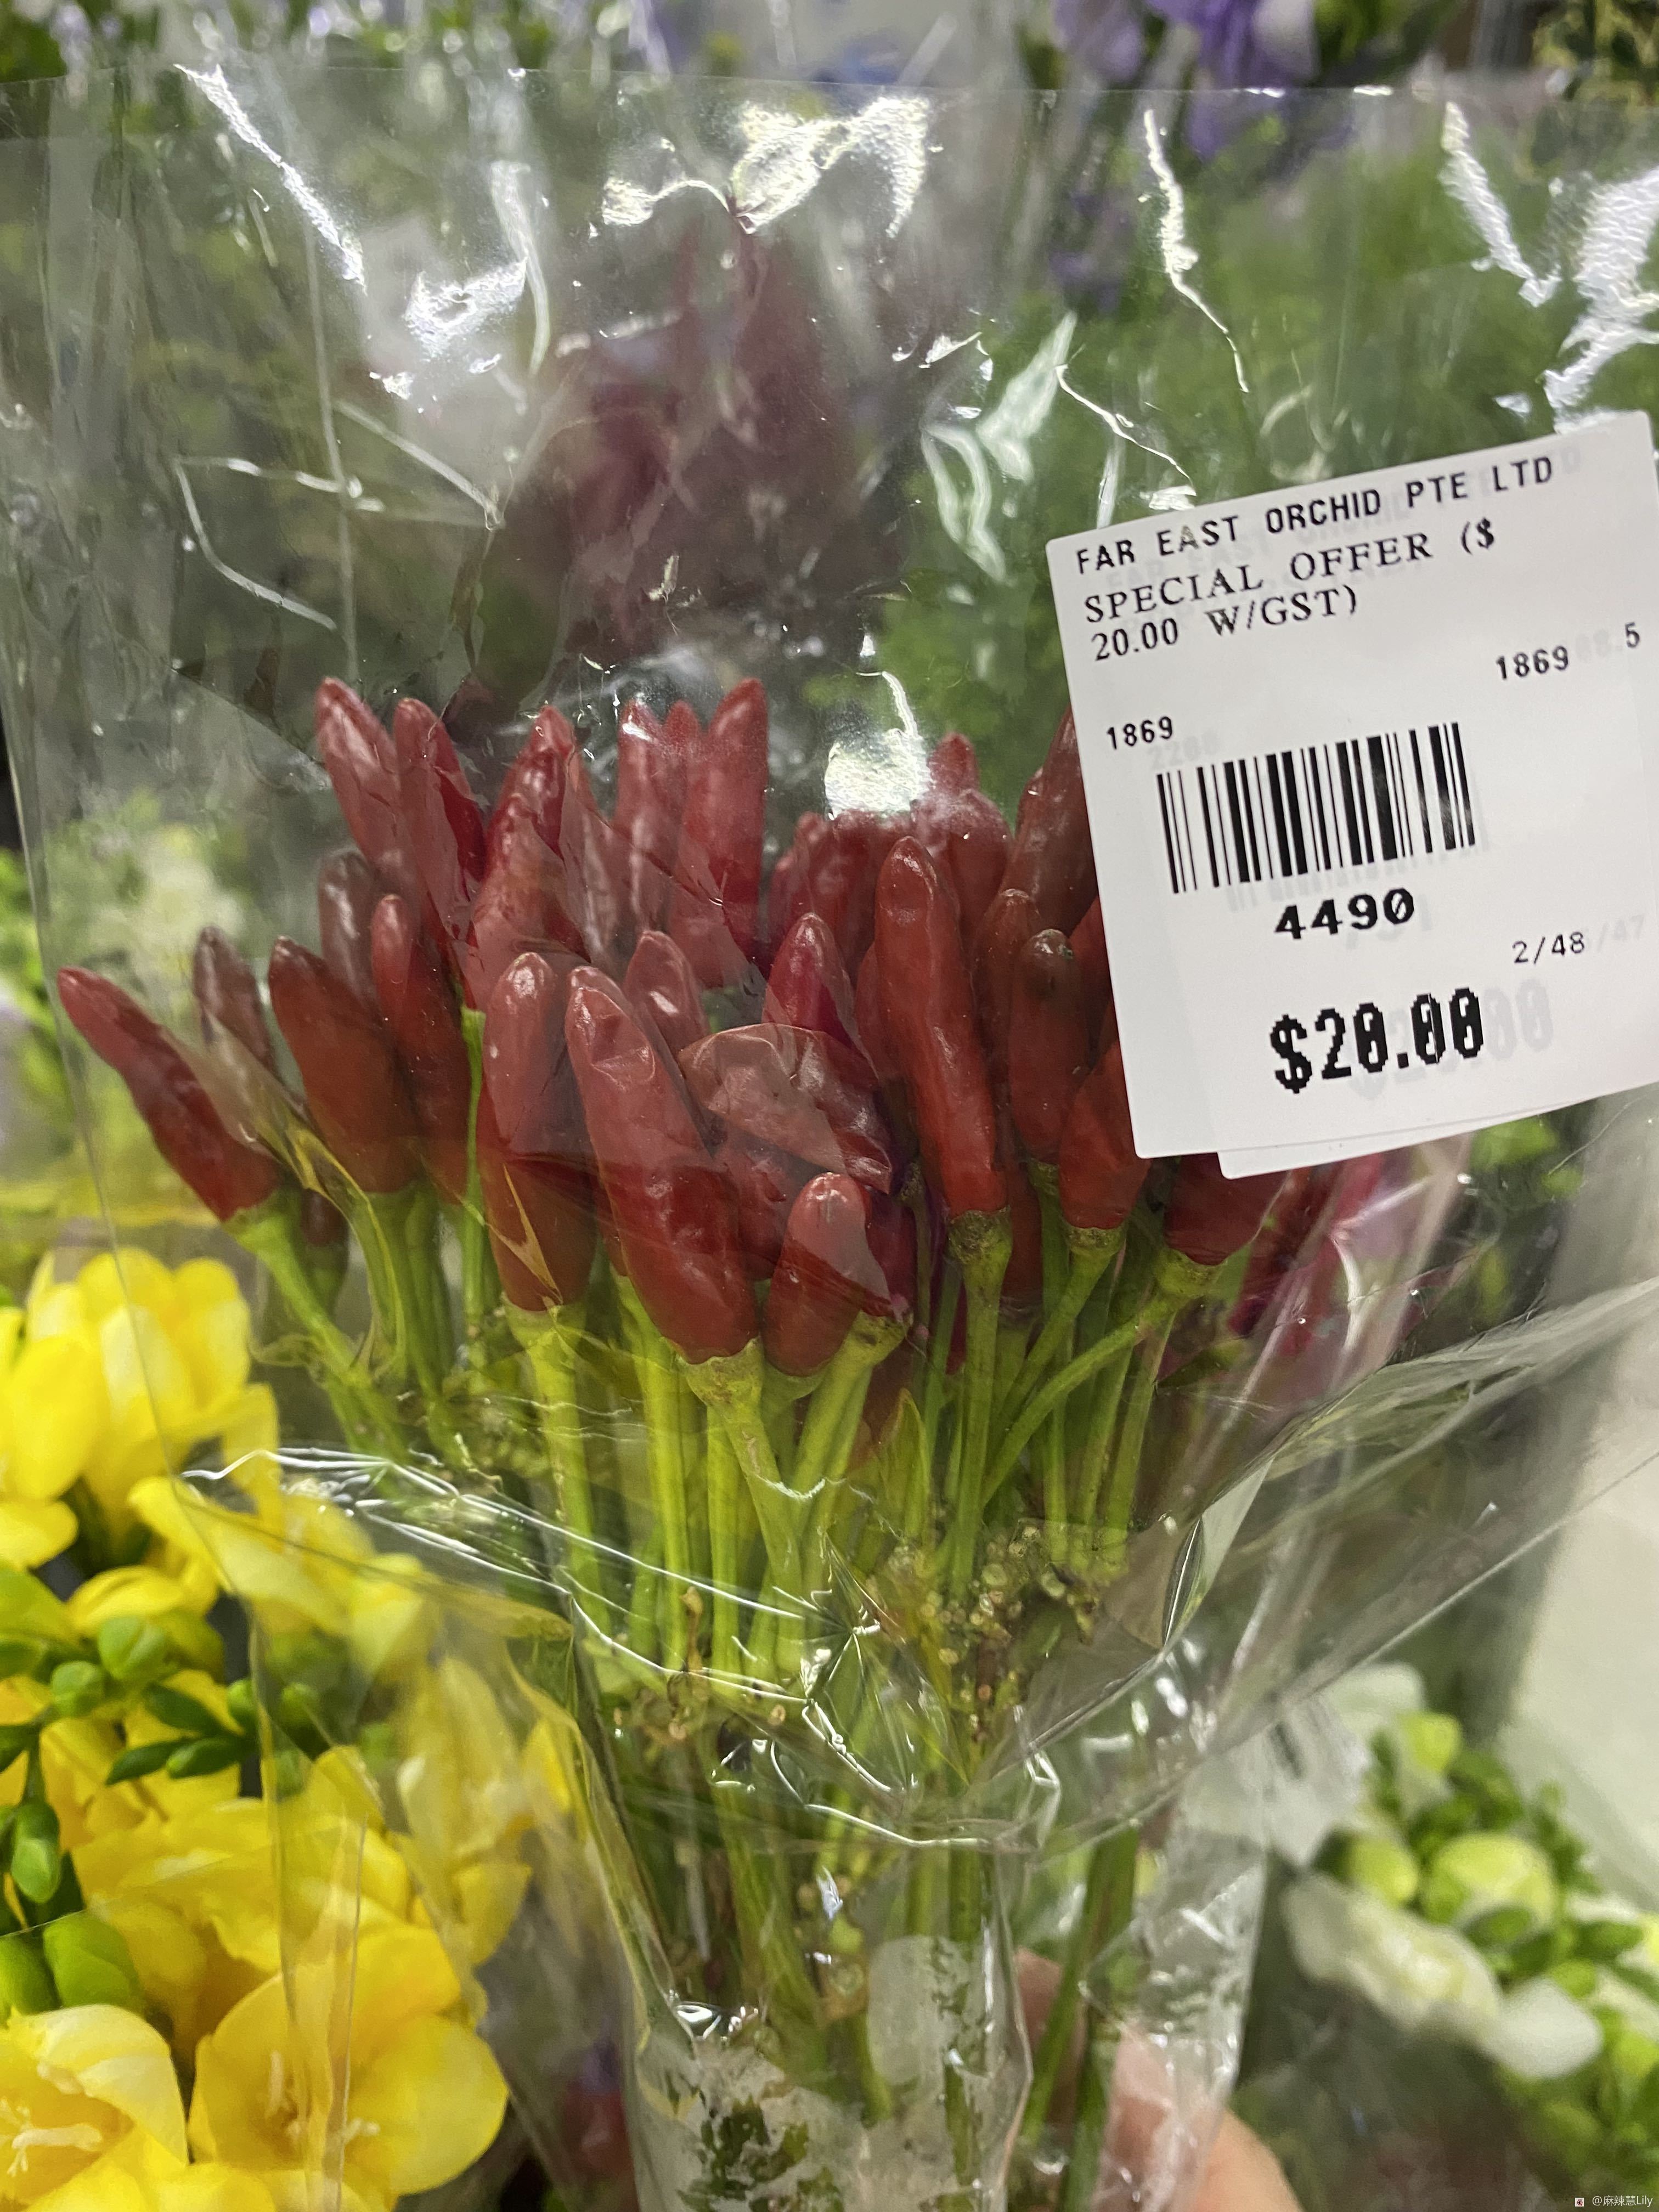 FAR EAST ORCHID PTE LTD
SPECIAL OFFER ($
20.00 W/GST)
1869
5
1869
4490
2/48
$20.00
@麻辣慧Lily